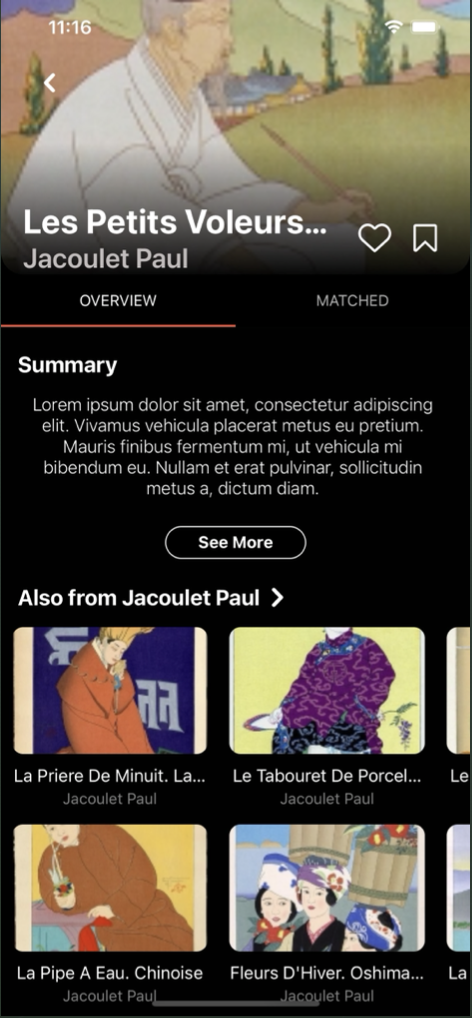 11:16
Les Petits Voleurs...
Jacoulet Paul
OVERVIEW
MATCHED
Summary
Lorem ipsum dolor sit amet, consectetur adipiscing
elit. Vivamus vehicula placerat metus eu pretium.
Mauris finibus fermentum mi, ut vehicula mi
bibendum eu. Nullam et erat pulvinar, sollicitudin
metus a, dictum diam.
See More
Also from Jacoulet Paul
La Priere De Minuit. La...
Le Tabouret De Porcel...
Le
Jacoulet Paul
Jacoulet Paul
La Pipe A Eau. Chinoise
Fleurs D'Hiver. Oshima...
La
Jacoulet Paul
Jacoulet Paul